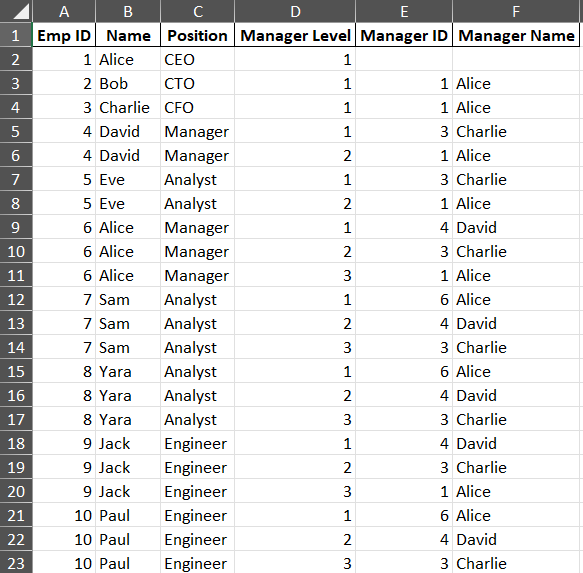 A B C D E F
1 Emp ID Name Position Manager Level Manager ID Manager Name
2 1 Alice CEO 1
3 2 Bob CTO 1 1 Alice
4 3 Charlie CFO 1 1 Alice
5 4 David Manager 1 3 Charlie
6 4 David Manager 2 1 Alice
7 5 Eve Analyst 1 3 Charlie
8 5 Eve Analyst 2 1 Alice
9 6 Alice Manager 1 4 David
10 6 Alice Manager 2 3 Charlie
11 6 Alice Manager 3 1 Alice
12 7 Sam Analyst 1 6 Alice
13 7 Sam Analyst 2 4 David
14 7 Sam Analyst 3 3 Charlie
15 8 Yara Analyst 1 6 Alice
16 8 Yara Analyst 2 4 David
17 8 Yara Analyst 3 3 Charlie
18 9 Jack Engineer 1 4 David
19 9 Jack Engineer 2 3 Charlie
20 9 Jack Engineer 3 1 Alice
21 10 Paul Engineer 1 6 Alice
22 10 Paul Engineer 2 4 David
23 10 Paul Engineer 3 3 Charlie